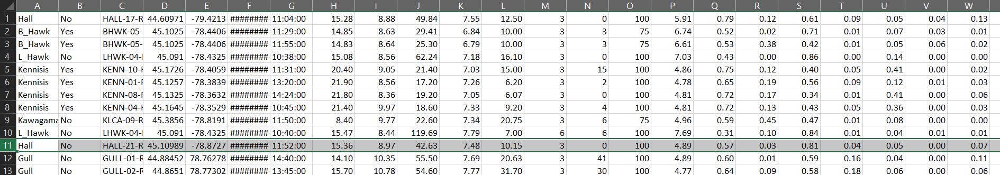 A B C D E F G H I J K L M N O P Q R S T U V W
1 Hall No HALL-17-R 44.60971 -79.4213 ######## 11:04:00 15.28 8.88 49.84 7.55 12.50 3 0 100 5.91 0.79 0.12 0.61 0.09 0.05 0.04 0.13
2 B_Hawk Yes BHWK-05- 45.1025 -78.4406 ######## 11:29:00 14.85 8.63 29.41 6.84 10.00 3 3 75 6.74 0.52 0.02 0.71 0.01 0.07 0.03 0.01
3 B_Hawk Yes BHWK-05- 45.1025 -78.4406 ######## 11:55:00 14.83 8.64 25.30 6.79 10.00 3 3 75 6.61 0.53 0.38 0.42 0.01 0.05 0.06 0.02
4 L_Hawk No LHWK-04- 45.091 -78.4325 ######## 10:38:00 15.08 8.56 62.24 7.18 16.10 3 0 100 7.03 0.43 0.00 0.86 0.00 0.14 0.00 0.00
5 Kennisis Yes KENN-10-F 45.1726 -78.4059 ######## 11:31:00 20.40 9.05 21.40 7.03 15.00 3 15 100 4.86 0.75 0.12 0.40 0.05 0.41 0.00 0.02
6 Kennisis Yes KENN-01-F 45.1257 -78.3839 ######## 13:20:00 21.90 8.56 17.20 7.26 6.20 3 2 100 4.78 0.65 0.19 0.56 0.09 0.12 0.01 0.03
7 Kennisis Yes KENN-08-F 45.1325 -78.3632 ######## 14:24:00 21.80 8.36 19.20 7.05 6.07 3 0 100 4.81 0.72 0.17 0.34 0.01 0.41 0.00 0.06
8 Kennisis Yes KENN-04-F 45.1645 -78.3529 ######## 10:45:00 21.40 9.97 18.60 7.33 9.20 3 4 100 4.81 0.72 0.13 0.43 0.05 0.36 0.00 0.03
9 Kawagama No KLCA-09-R 45.3856 -78.8191 ######## 11:50:00 8.40 9.77 22.60 7.34 20.75 3 6 75 4.96 0.59 0.45 0.47 0.01 0.08 0.00 0.00
10 L_Hawk No LHWK-04- 45.091 -78.4325 ######## 10:40:00 15.47 8.44 119.69 7.79 7.00 6 6 100 7.69 0.31 0.10 0.84 0.01 0.04 0.01 0.01
11 Hall No HALL-21-R 45.10989 -78.8727 ######## 11:52:00 15.36 8.97 42.63 7.48 10.15 3 0 100 4.89 0.57 0.03 0.81 0.04 0.05 0.00 0.07
12 Gull No GULL-01-R 44.88452 78.76278 ######## 14:40:00 14.10 10.35 55.50 7.69 20.63 3 41 100 4.89 0.60 0.01 0.59 0.16 0.04 0.00 0.11
13 Gull No GULL-02-R 44.8651 78.77302 ######## 13:45:00 15.70 10.78 54.60 7.77 31.70 3 30 100 4.77 0.64 0.09 0.58 0.18 0.06 0.00 0.06